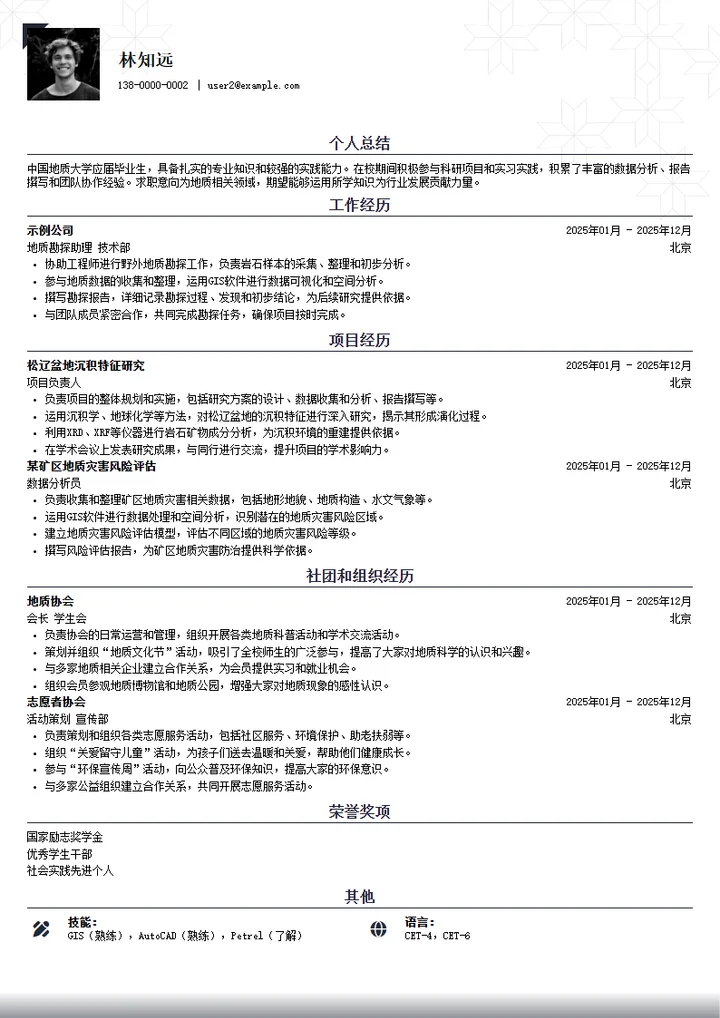 林知远
138-0000-0002 | user2@example.com
个人总结
中国地质大学应届毕业生，具备扎实的专业知识和较强的实践能力。在校期间积极参与科研项目和实习实践，积累了丰富的数据分析、报告
撰写和团队协作经验。求职意向为地质相关领域，期望能够运用所学知识为行业发展贡献力量。
工作经历
示例公司 2025年01月 - 2025年12月
地质勘探助理 技术部 北京
• 协助工程师进行野外地质勘探工作，负责岩石样本的采集、整理和初步分析。
• 参与地质数据的收集和整理，运用GIS软件进行数据可视化和空间分析。
• 撰写勘探报告，详细记录勘探过程、发现和初步结论，为后续研究提供依据。
• 与团队成员紧密合作，共同完成勘探任务，确保项目按时完成。
项目经历
松辽盆地沉积特征研究 2025年01月 - 2025年12月
项目负责人 北京
• 负责项目的整体规划和实施，包括研究方案的设计、数据收集和分析、报告撰写等。
• 运用沉积学、地球化学等方法，对松辽盆地的沉积特征进行深入研究，揭示其形成演化过程。
• 利用XRD、XRF等仪器进行岩石矿物成分分析，为沉积环境的重建提供依据。
• 在学术会议上发表研究成果，与同行进行交流，提升项目的学术影响力。
某矿区地质灾害风险评估 2025年01月 - 2025年12月
数据分析员 北京
• 负责收集和整理矿区地质灾害相关数据，包括地形地貌、地质构造、水文气象等。
• 运用GIS软件进行数据处理和空间分析，识别潜在的地质灾害风险区域。
• 建立地质灾害风险评估模型，评估不同区域的地质灾害风险等级。
• 撰写风险评估报告，为矿区地质灾害防治提供科学依据。
社团和组织经历
地质协会 2025年01月 - 2025年12月
会长 学生会 北京
• 负责协会的日常运营和管理，组织开展各类地质科普活动和学术交流活动。
• 策划并组织“地质文化节”活动，吸引了全校师生的广泛参与，提高了大家对地质科学的认识和兴趣。
• 与多家地质相关企业建立合作关系，为会员提供实习和就业机会。
• 组织会员参观地质博物馆和地质公园，增强大家对地质现象的感性认识。
志愿者协会 2025年01月 - 2025年12月
活动策划 宣传部 北京
• 负责策划和组织各类志愿服务活动，包括社区服务、环境保护、助老扶弱等。
• 组织“关爱留守儿童”活动，为孩子们送去温暖和关爱，帮助他们健康成长。
• 参与“环保宣传周”活动，向公众普及环保知识，提高大家的环保意识。
• 与多家公益组织建立合作关系，共同开展志愿服务活动。
荣誉奖项
国家励志奖学金
优秀学生干部
社会实践先进个人
其他
技能： 语言：
GIS（熟练），AutoCAD（熟练），Petrel（了解） CET-4，CET-6